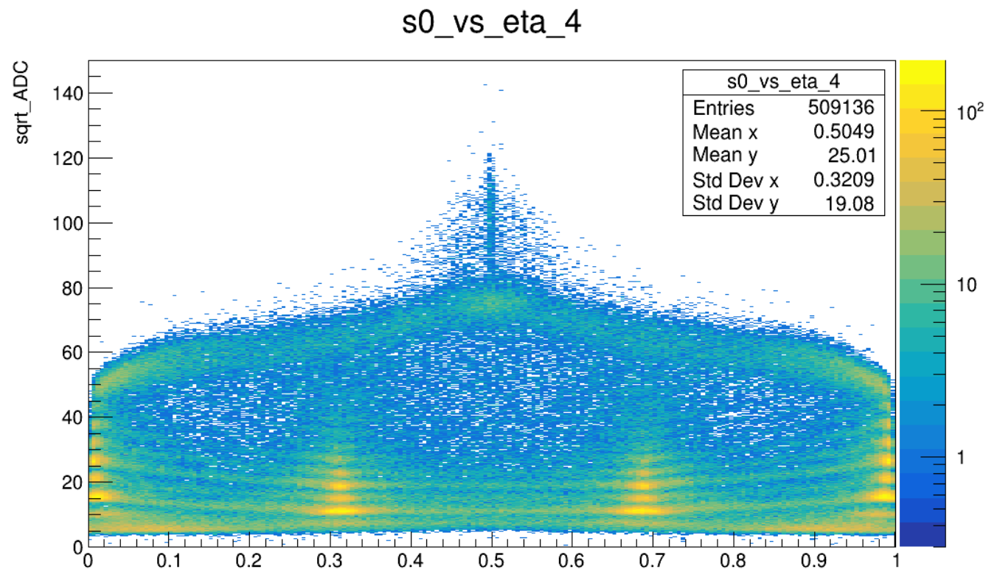 s0_vs_eta_4
sqrt_ADC
s0_vs_eta_4
Entries 509136
Mean x 0.5049
Mean y 25.01
Std Dev x 0.3209
Std Dev y 19.08
140
120
100
80
60
40
20
0
0 0.1 0.2 0.3 0.4 0.5 0.6 0.7 0.8 0.9 1
10²
10
1